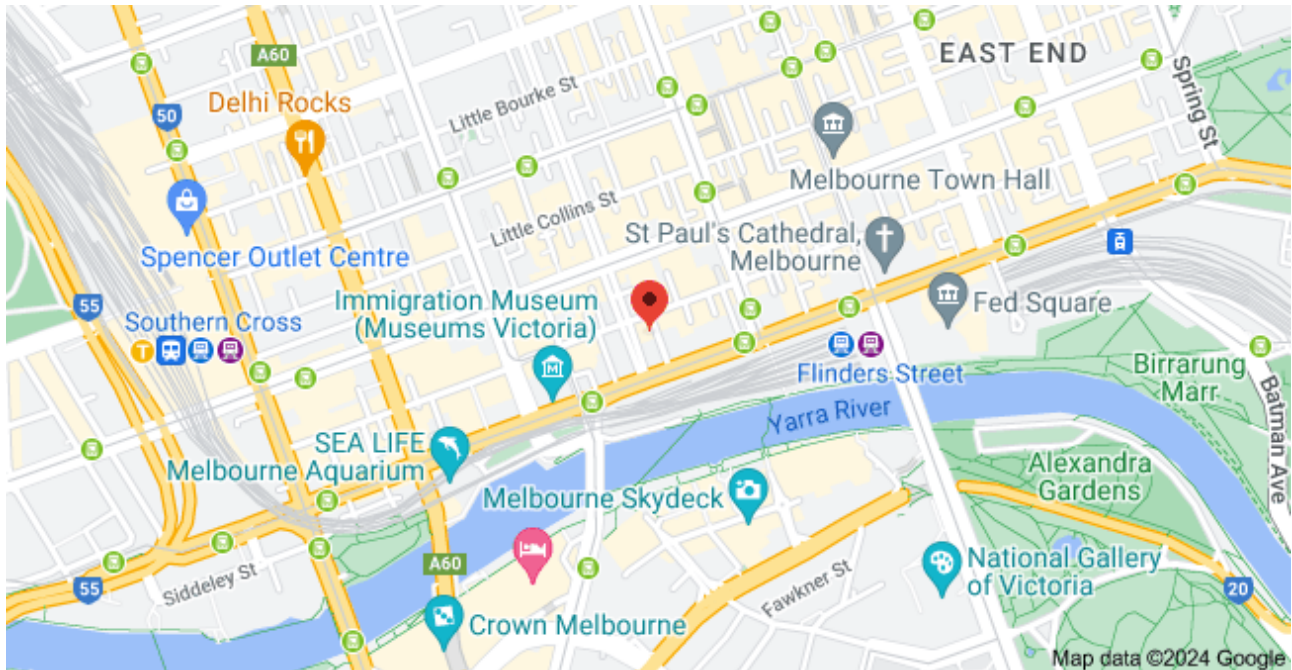 A60
EAST END
Spring St
50
Delhi Rocks
Little Bourke St
Melbourne Town Hall
Little Collins St
St Paul's Cathedral,
Melbourne
Spencer Outlet Centre
Immigration Museum
(Museums Victoria)
Fed Square
55
Southern Cross
T
M
Flinders Street
Birrarung
Marr
Yarra River
Batman Ave
SEA LIFE
Melbourne Aquarium
Alexandra
Gardens
Melbourne Skydeck
A60
55
Siddeley St
Fawkner St
National Gallery
of Victoria
20
Crown Melbourne
Map data ©2024 Google